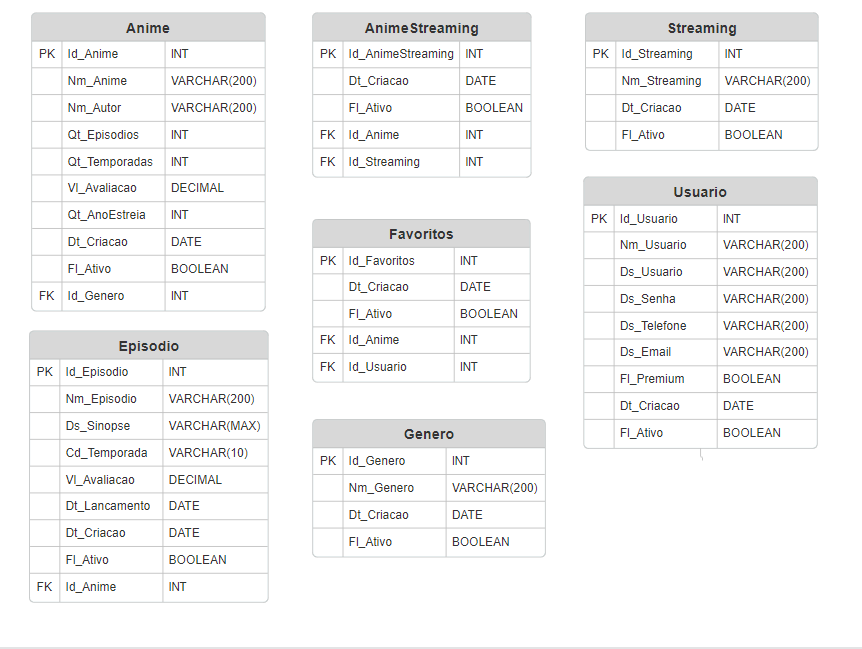 Anime
PK Id_Anime INT
Nm_Anime VARCHAR(200)
Nm_Autor VARCHAR(200)
Qt_Episodios INT
Qt_Temporadas INT
Vl_Avaliacao DECIMAL
Qt_AnoEstreia INT
Dt_Criacao DATE
Fl_Ativo BOOLEAN
FK Id_Genero INT
Episodio
PK Id_Episodio INT
Nm_Episodio VARCHAR(200)
Ds_Sinopse VARCHAR(MAX)
Cd_Temporada VARCHAR(10)
Vl_Avaliacao DECIMAL
Dt_Lancamento DATE
Dt_Criacao DATE
Fl_Ativo BOOLEAN
FK Id_Anime INT
AnimeStreaming
PK Id_AnimeStreaming INT
Dt_Criacao DATE
Fl_Ativo BOOLEAN
FK Id_Anime INT
FK Id_Streaming INT
Favoritos
PK Id_Favoritos INT
Dt_Criacao DATE
Fl_Ativo BOOLEAN
FK Id_Anime INT
FK Id_Usuario INT
Genero
PK Id_Genero INT
Nm_Genero VARCHAR(200)
Dt_Criacao DATE
Fl_Ativo BOOLEAN
Streaming
PK Id_Streaming INT
Nm_Streaming VARCHAR(200)
Dt_Criacao DATE
Fl_Ativo BOOLEAN
Usuario
PK Id_Usuario INT
Nm_Usuario VARCHAR(200)
Ds_Usuario VARCHAR(200)
Ds_Senha VARCHAR(200)
Ds_Telefone VARCHAR(200)
Ds_Email VARCHAR(200)
Fl_Premium BOOLEAN
Dt_Criacao DATE
Fl_Ativo BOOLEAN